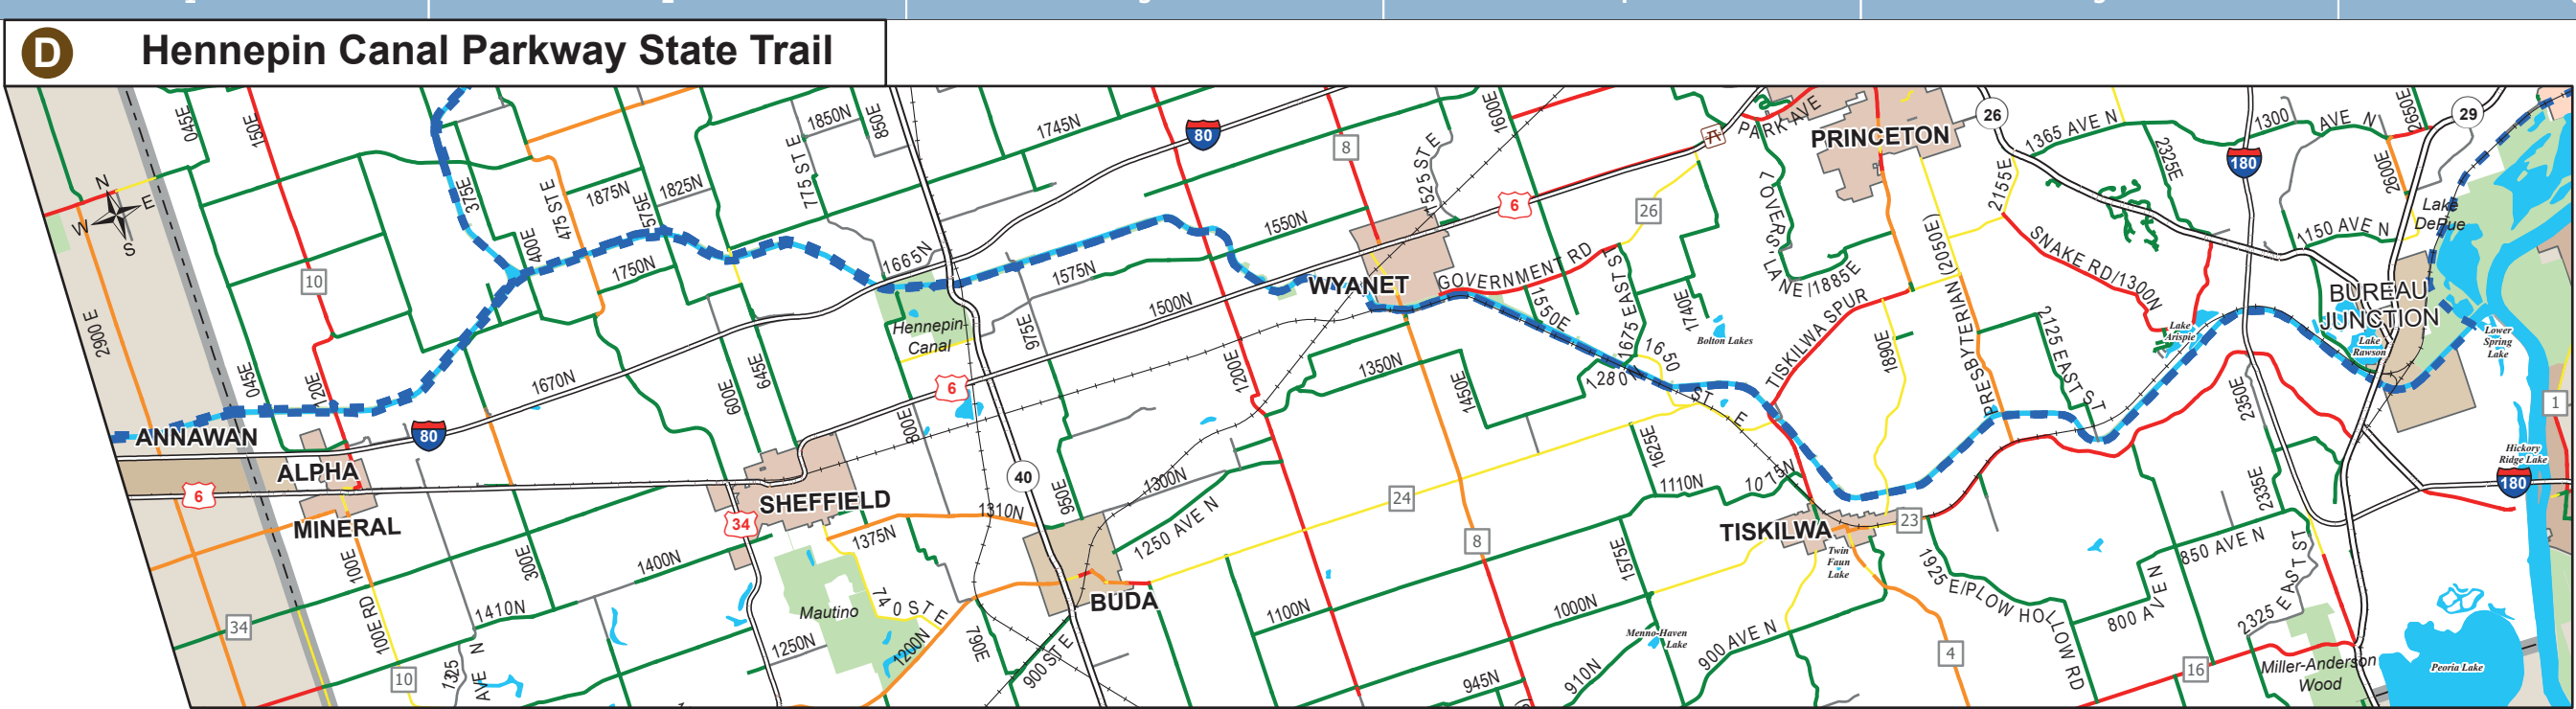 D Hennepin Canal Parkway State Trail
N
E
W
S
045E
150E
10
375E
400E
475 ST E
1875N
575E
1825N
1750N
775 ST E
1850N
850E
1665N
1745N
80
8
1525 ST E
1600E
6
PARK AVE
PRINCETON
26
1365 AVE N
2325E
1300 AVE N
2650E
29
180
2600E
2155E
26
LOVERS' LANE/1885E
1550N
1575N
1500N
WYANET
GOVERNMENT RD
1550E
1675 EAST ST
1740E
Bolton Lakes
TISKILWA SPUR
1890E
PRESBYTERIAN (2050E)
SNAKE RD/1300N
1150 AVE N
Lake
DePue
BUREAU
JUNCTION
Lake
Arispie
Lake
Rawson
Lower
Spring
Lake
2125 EAST ST
2900 E
045E
120E
ANNAWAN
ALPHA
80
1670N
600E
645E
Hennepin-
Canal
6
975E
800E
1200E
1350N
1450E
1280N
1650 ST E
1625E
2350E
1
Hickory
Ridge Lake
180
6
MINERAL
SHEFFIELD
34
40
950E
1300N
1310N
1375N
1250 AVE N
24
8
1110N
1075N
TISKILWA
23
Twin
Faun
Lake
2335E
850 AVE N
34
100E
100E RD
10
1325 AVE N
1410N
300E
1400N
1250N
Mautino
740 ST E
1200N
790E
900 ST E
BUDA
1100N
1575E
1000N
945N
910N
Menno-Haven
Lake
900 AVE N
1925 E/PLOW HOLLOW RD
4
800 AVE N
16
2325 EAST ST
Miller-Anderson
Wood
Peoria Lake